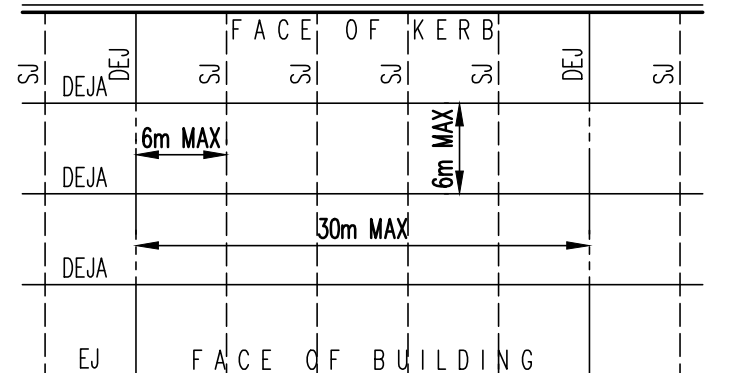 FACE OF KERB
SJ DEJ SJ SJ SJ SJ DEJ SJ
DEJA
6m MAX 6m MAX
DEJA
30m MAX
DEJA
EJ FACE OF BUILDING